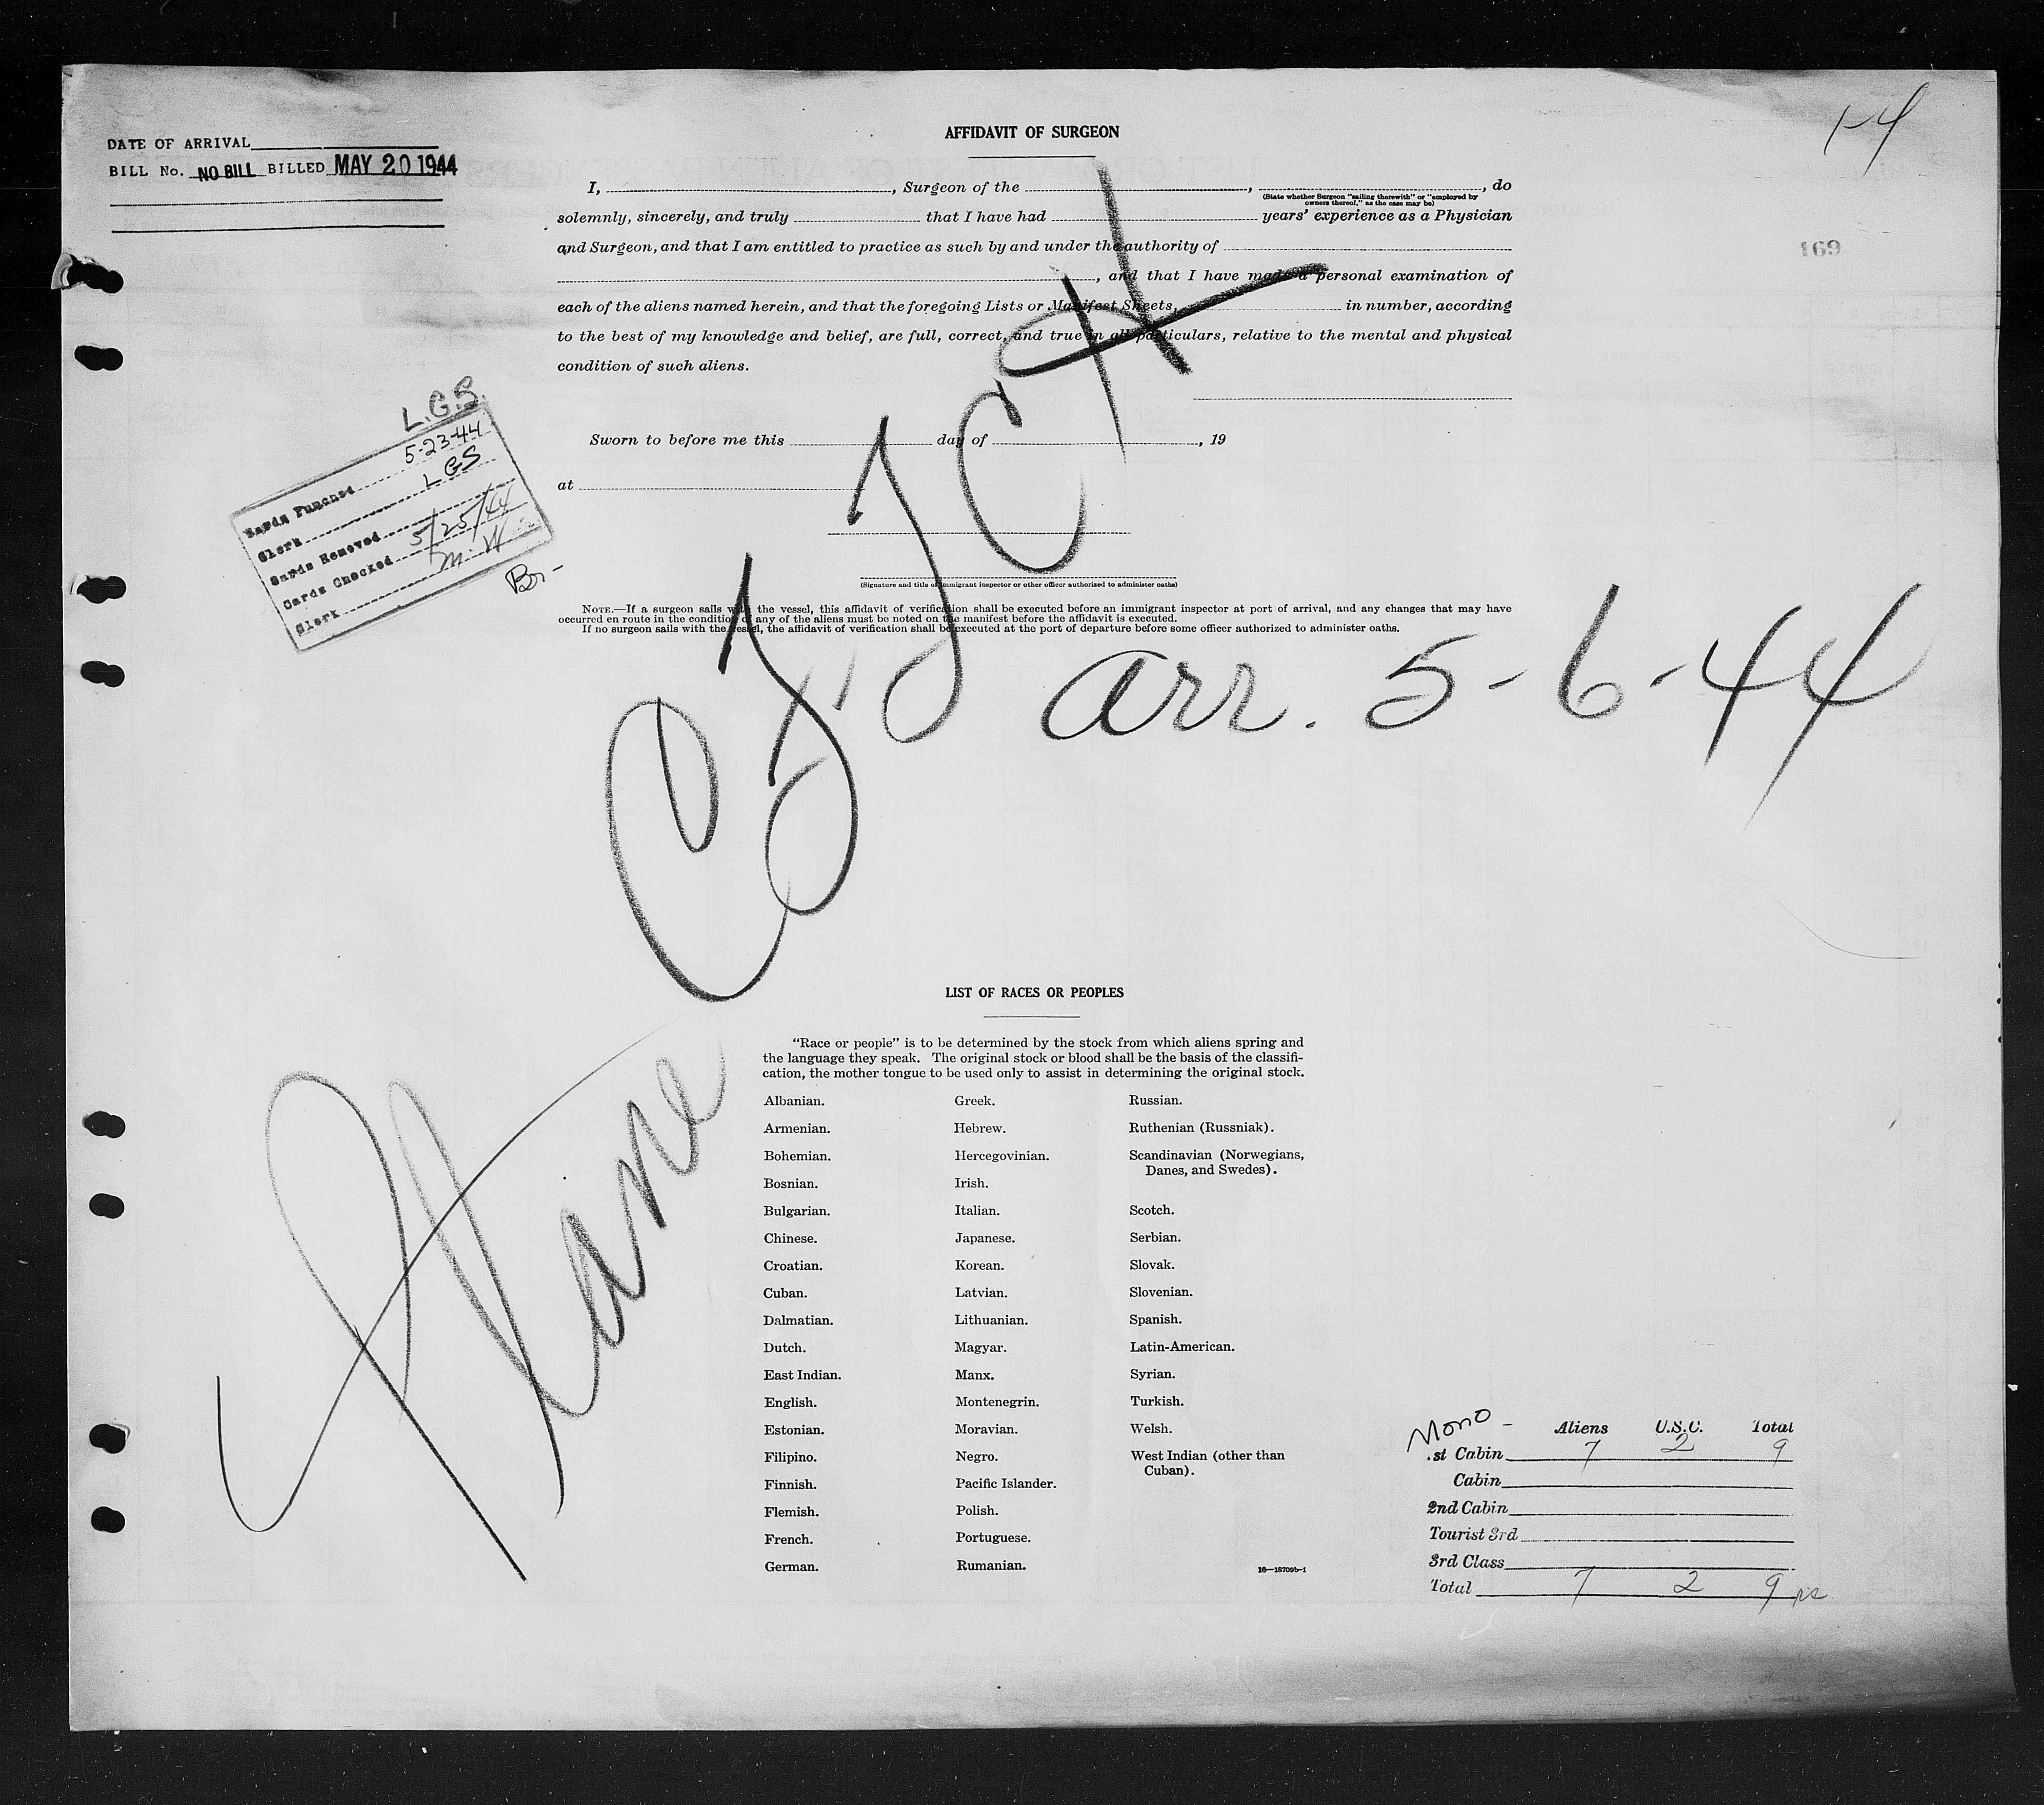 1-4
AFFIDAVIT OF SURGEON
DATE OF ARRIVAL
BILL No. NO BILL BILLED MAY 20 1944
I, , Surgeon of the , , do
(State whether Surgeon "sailing therewith" or "employed by
owners thereof," as the case may be)
solemnly, sincerely, and truly that I have had years' experience as a Physician
and Surgeon, and that I am entitled to practice as such by and under the authority of
169
, and that I have made a personal examination of
each of the aliens named herein, and that the foregoing Lists or Manifest Sheets, in number, according
to the best of my knowledge and belief, are full, correct, and true in all particulars, relative to the mental and physical
condition of such aliens.
Sworn to before me this day of , 19
at
(Signature and title of immigrant inspector or other officer authorized to administer oaths)
L.G.S.
Cards Punched 5-23-44
Clerk LGS
Cards Removed
Cards Checked 5/25/44
Clerk M.W.
Br-
NOTE.—If a surgeon sails with the vessel, this affidavit of verification shall be executed before an immigrant inspector at port of arrival, and any changes that may have
occurred en route in the condition of any of the aliens must be noted on the manifest before the affidavit is executed.
If no surgeon sails with the vessel, the affidavit of verification shall be executed at the port of departure before some officer authorized to administer oaths.
Plane
arr. 5-6-44
LIST OF RACES OR PEOPLES
"Race or people" is to be determined by the stock from which aliens spring and
the language they speak. The original stock or blood shall be the basis of the classifi-
cation, the mother tongue to be used only to assist in determining the original stock.
Albanian. Greek. Russian.
Armenian. Hebrew. Ruthenian (Russniak).
Bohemian. Hercegovinian. Scandinavian (Norwegians,
Danes, and Swedes).
Bosnian. Irish.
Bulgarian. Italian. Scotch.
Chinese. Japanese. Serbian.
Croatian. Korean. Slovak.
Cuban. Latvian. Slovenian.
Dalmatian. Lithuanian. Spanish.
Dutch. Magyar. Latin-American.
East Indian. Manx. Syrian.
English. Montenegrin. Turkish.
Estonian. Moravian. Welsh.
Filipino. Negro. West Indian (other than
Cuban).
Finnish. Pacific Islander.
Flemish. Polish.
French. Portuguese.
German. Rumanian.
16—18709b-1
Mono - Aliens U.S.C. Total
.st Cabin 7 2 9
Cabin
2nd Cabin
Tourist 3rd
3rd Class
Total 7 2 9